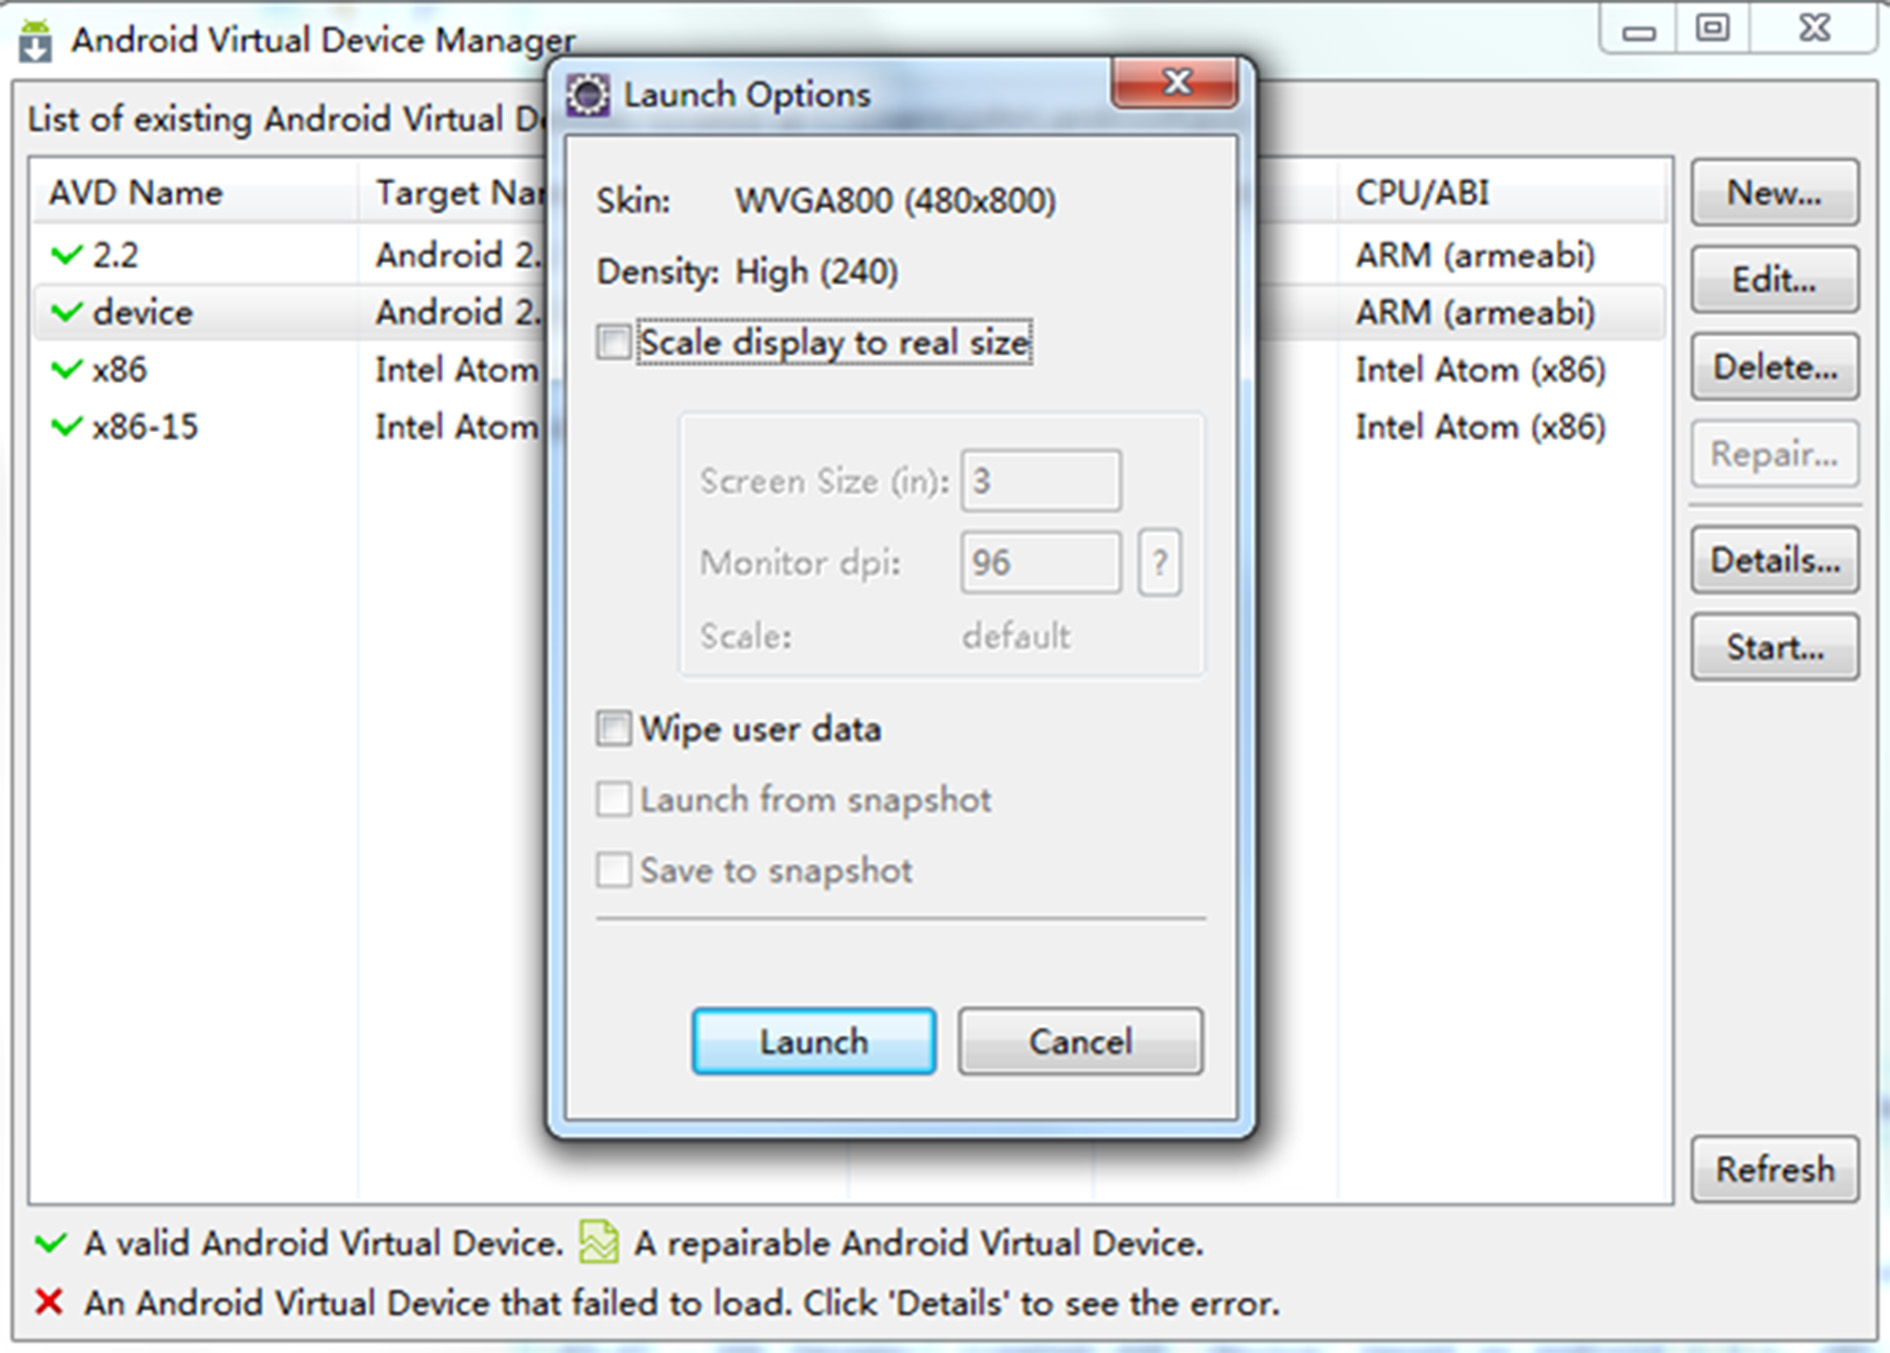 Android Virtual Device Manager
List of existing Android Virtual
Launch Options
AVD Name
Target
CPU/ABI
2.2
Android 2.
ARM (armeabi)
device
Android 2.
ARM (armeabi)
x86
Intel Atom
Intel Atom (x86)
x86-15
Intel Atom
Intel Atom (x86)
Skin: WVGA800 (480x800)
Density: High (240)
Scale display to real size
Screen Size (in): 3
Monitor dpi: 96 ?
Scale: default
Wipe user data
Launch from snapshot
Save to snapshot
Launch
Cancel
New...
Edit...
Delete...
Repair...
Details...
Start...
Refresh
A valid Android Virtual Device. A repairable Android Virtual Device.
An Android Virtual Device that failed to load. Click 'Details' to see the error.